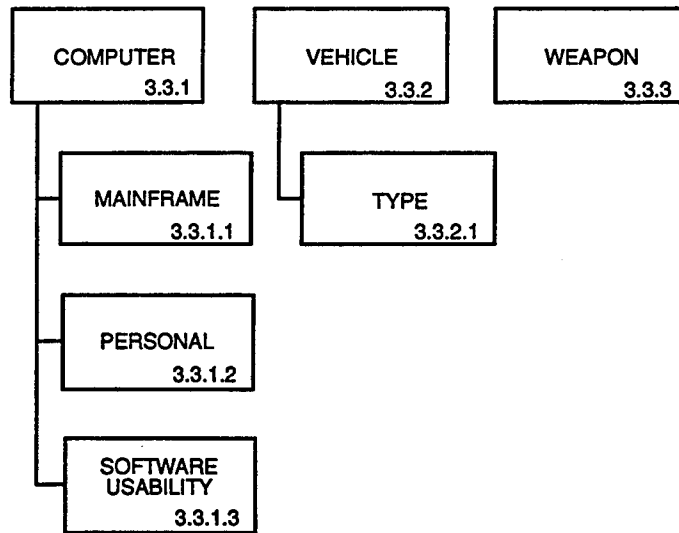 COMPUTER
3.3.1
VEHICLE
3.3.2
WEAPON
3.3.3
MAINFRAME
3.3.1.1
TYPE
3.3.2.1
PERSONAL
3.3.1.2
SOFTWARE
USABILITY
3.3.1.3